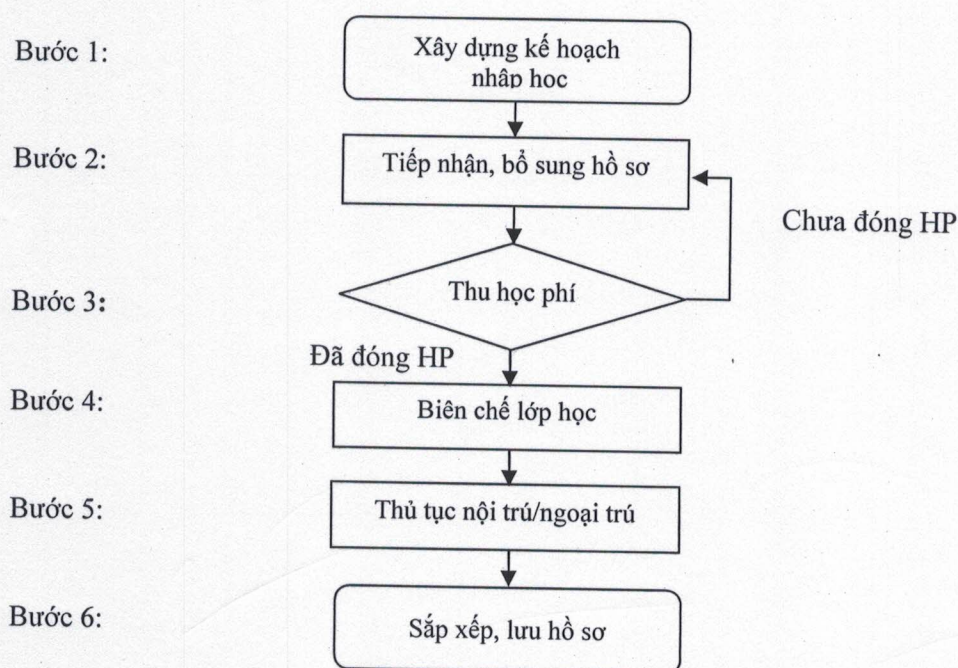 Bước 1:
Xây dựng kế hoạch
nhập học
Bước 2:
Tiếp nhận, bổ sung hồ sơ
Chưa đóng HP
Bước 3:
Thu học phí
Đã đóng HP
Bước 4:
Biên chế lớp học
Bước 5:
Thủ tục nội trú/ngoại trú
Bước 6:
Sắp xếp, lưu hồ sơ